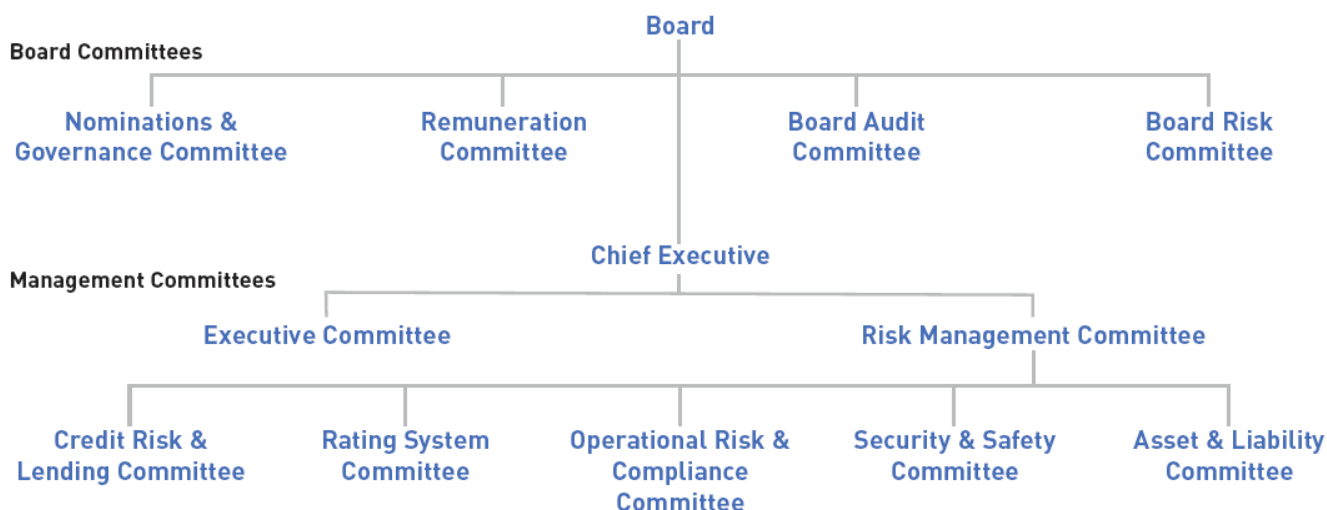 Board
Board Committees
Nominations &
Governance Committee
Remuneration
Committee
Board Audit
Committee
Board Risk
Committee
Chief Executive
Management Committees
Executive Committee
Risk Management Committee
Credit Risk &
Lending Committee
Rating System
Committee
Operational Risk &
Compliance
Committee
Security & Safety
Committee
Asset & Liability
Committee